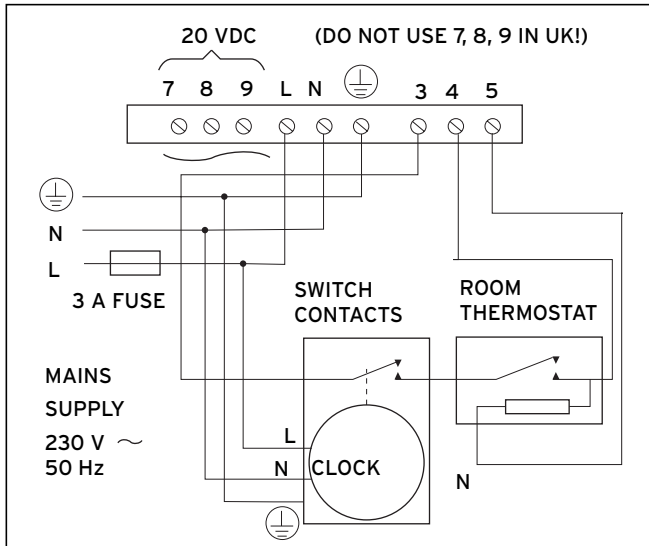 20 VDC (DO NOT USE 7, 8, 9 IN UK!)
7 8 9 L N 3 4 5
N
L
3 A FUSE
SWITCH
CONTACTS
ROOM
THERMOSTAT
MAINS
SUPPLY
230 V ~
50 Hz
L
N CLOCK
N